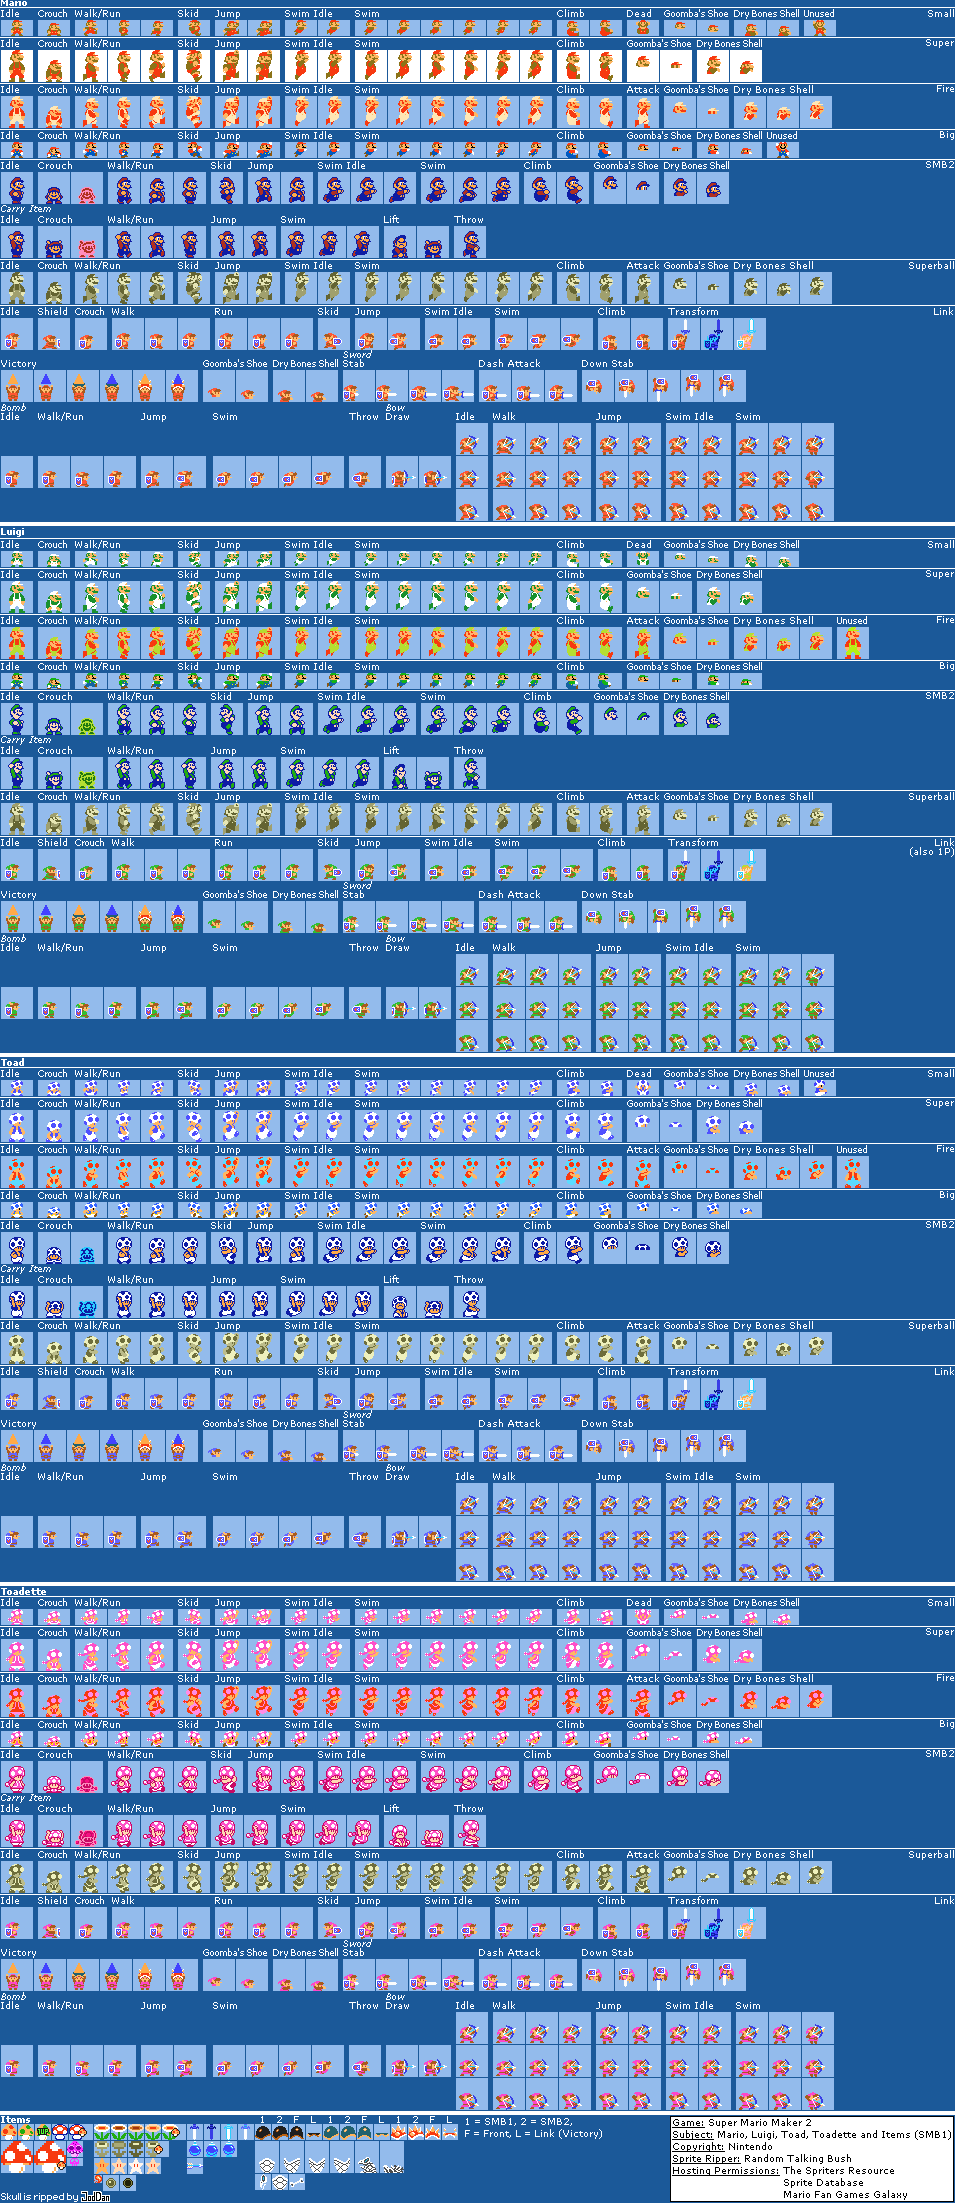 Mario
Idle Crouch Walk/Run Skid Jump Swim Idle Swim Climb Dead Goomba's Shoe Dry Bones Shell Unused Small
Idle Crouch Walk/Run Skid Jump Swim Idle Swim Climb Goomba's Shoe Dry Bones Shell Super
Idle Crouch Walk/Run Skid Jump Swim Idle Swim Climb Attack Goomba's Shoe Dry Bones Shell Fire
Idle Crouch Walk/Run Skid Jump Swim Idle Swim Climb Goomba's Shoe Dry Bones Shell Unused Big
Idle Crouch Walk/Run Skid Jump Swim Idle Swim Climb Goomba's Shoe Dry Bones Shell SMB2
Carry Item
Idle Crouch Walk/Run Jump Swim Lift Throw
Idle Crouch Walk/Run Skid Jump Swim Idle Swim Climb Attack Goomba's Shoe Dry Bones Shell Superball
Idle Shield Crouch Walk Run Skid Jump Swim Idle Swim Climb Transform Link
Sword
Victory Goomba's Shoe Dry Bones Shell Stab Dash Attack Down Stab
Bomb Bow
Idle Walk/Run Jump Swim Throw Draw Idle Walk Jump Swim Idle Swim
Luigi
Idle Crouch Walk/Run Skid Jump Swim Idle Swim Climb Dead Goomba's Shoe Dry Bones Shell Small
Idle Crouch Walk/Run Skid Jump Swim Idle Swim Climb Goomba's Shoe Dry Bones Shell Super
Idle Crouch Walk/Run Skid Jump Swim Idle Swim Climb Attack Goomba's Shoe Dry Bones Shell Unused Fire
Idle Crouch Walk/Run Skid Jump Swim Idle Swim Climb Goomba's Shoe Dry Bones Shell Big
Idle Crouch Walk/Run Skid Jump Swim Idle Swim Climb Goomba's Shoe Dry Bones Shell SMB2
Carry Item
Idle Crouch Walk/Run Jump Swim Lift Throw
Idle Crouch Walk/Run Skid Jump Swim Idle Swim Climb Attack Goomba's Shoe Dry Bones Shell Superball
Idle Shield Crouch Walk Run Skid Jump Swim Idle Swim Climb Transform Link
(also 1P)
Sword
Victory Goomba's Shoe Dry Bones Shell Stab Dash Attack Down Stab
Bomb Bow
Idle Walk/Run Jump Swim Throw Draw Idle Walk Jump Swim Idle Swim
Toad
Idle Crouch Walk/Run Skid Jump Swim Idle Swim Climb Dead Goomba's Shoe Dry Bones Shell Unused Small
Idle Crouch Walk/Run Skid Jump Swim Idle Swim Climb Goomba's Shoe Dry Bones Shell Super
Idle Crouch Walk/Run Skid Jump Swim Idle Swim Climb Attack Goomba's Shoe Dry Bones Shell Unused Fire
Idle Crouch Walk/Run Skid Jump Swim Idle Swim Climb Goomba's Shoe Dry Bones Shell Big
Idle Crouch Walk/Run Skid Jump Swim Idle Swim Climb Goomba's Shoe Dry Bones Shell SMB2
Carry Item
Idle Crouch Walk/Run Jump Swim Lift Throw
Idle Crouch Walk/Run Skid Jump Swim Idle Swim Climb Attack Goomba's Shoe Dry Bones Shell Superball
Idle Shield Crouch Walk Run Skid Jump Swim Idle Swim Climb Transform Link
Sword
Victory Goomba's Shoe Dry Bones Shell Stab Dash Attack Down Stab
Bomb Bow
Idle Walk/Run Jump Swim Throw Draw Idle Walk Jump Swim Idle Swim
Toadette
Idle Crouch Walk/Run Skid Jump Swim Idle Swim Climb Dead Goomba's Shoe Dry Bones Shell Small
Idle Crouch Walk/Run Skid Jump Swim Idle Swim Climb Goomba's Shoe Dry Bones Shell Super
Idle Crouch Walk/Run Skid Jump Swim Idle Swim Climb Attack Goomba's Shoe Dry Bones Shell Fire
Idle Crouch Walk/Run Skid Jump Swim Idle Swim Climb Goomba's Shoe Dry Bones Shell Big
Idle Crouch Walk/Run Skid Jump Swim Idle Swim Climb Goomba's Shoe Dry Bones Shell SMB2
Carry Item
Idle Crouch Walk/Run Jump Swim Lift Throw
Idle Crouch Walk/Run Skid Jump Swim Idle Swim Climb Attack Goomba's Shoe Dry Bones Shell Superball
Idle Shield Crouch Walk Run Skid Jump Swim Idle Swim Climb Transform Link
Sword
Victory Goomba's Shoe Dry Bones Shell Stab Dash Attack Down Stab
Bomb Bow
Idle Walk/Run Jump Swim Throw Draw Idle Walk Jump Swim Idle Swim
Items 1 2 F L 1 2 F L 1 2 F L
1 = SMB1, 2 = SMB2,
F = Front, L = Link (Victory)
Skull is ripped by JodDan
Game: Super Mario Maker 2
Subject: Mario, Luigi, Toad, Toadette and Items (SMB1)
Copyright: Nintendo
Sprite Ripper: Random Talking Bush
Hosting Permissions: The Spriters Resource
Sprite Database
Mario Fan Games Galaxy